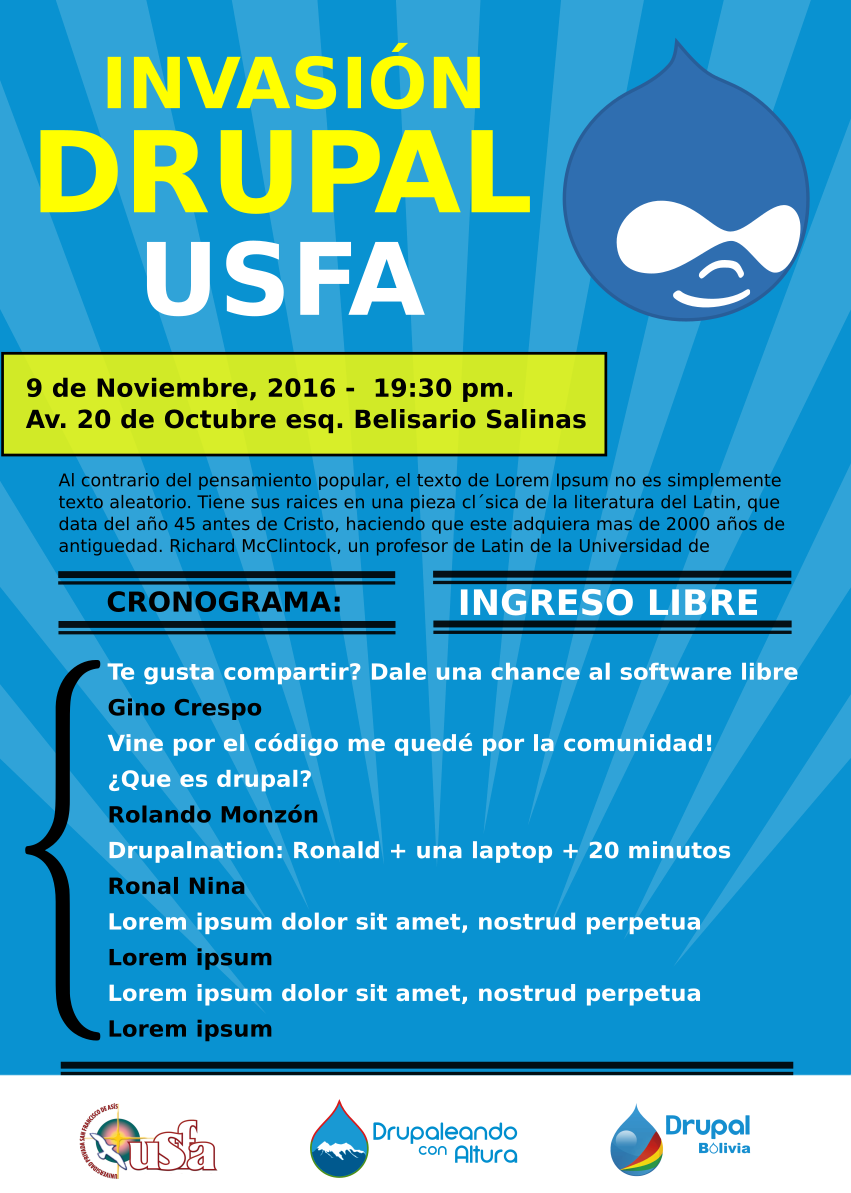 INVASIÓN
DRUPAL
USFA
9 de Noviembre, 2016 -  19:30 pm.
Av. 20 de Octubre esq. Belisario Salinas
Al contrario del pensamiento popular, el texto de Lorem Ipsum no es simplemente
texto aleatorio. Tiene sus raices en una pieza cl´sica de la literatura del Latin, que
data del año 45 antes de Cristo, haciendo que este adquiera mas de 2000 años de
antiguedad. Richard McClintock, un profesor de Latin de la Universidad de
CRONOGRAMA:
INGRESO LIBRE
Te gusta compartir? Dale una chance al software libre
Gino Crespo
Vine por el código me quedé por la comunidad!
¿Que es drupal?
Rolando Monzón
Drupalnation: Ronald + una laptop + 20 minutos
Ronal Nina
Lorem ipsum dolor sit amet, nostrud perpetua
Lorem ipsum
Lorem ipsum dolor sit amet, nostrud perpetua
Lorem ipsum
UNIVERSIDAD PRIVADA SAN FRANCISCO DE ASÍS
usfa
Drupaleando
con Altura
Drupal
Bolivia